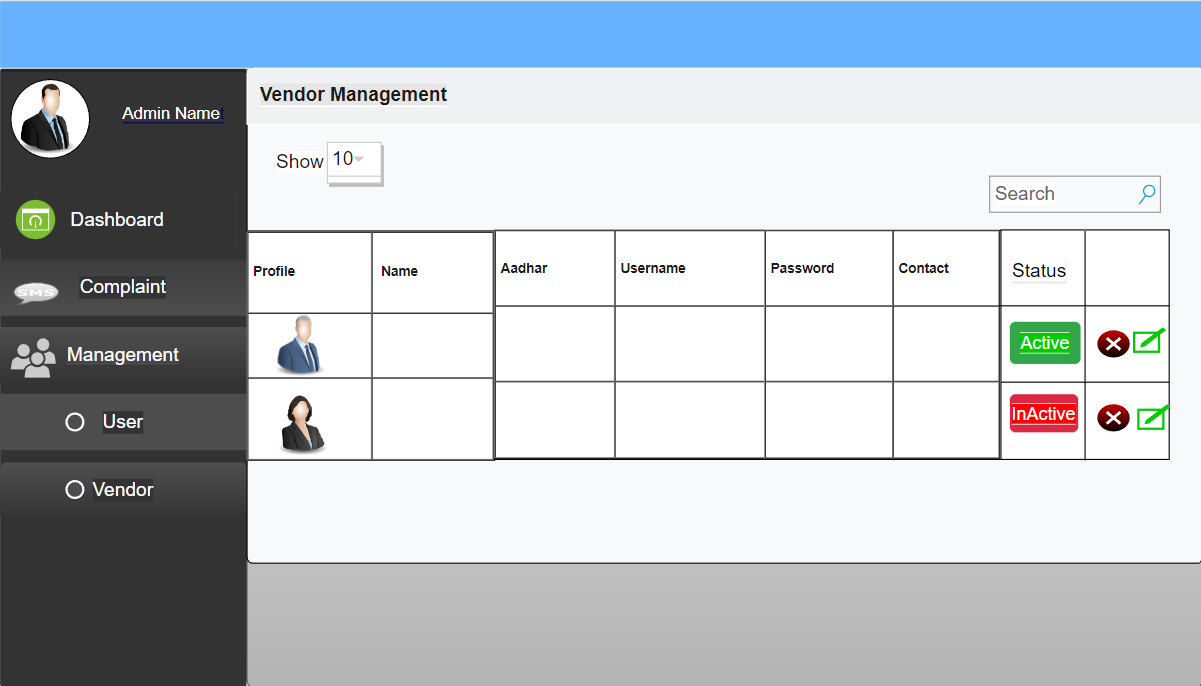 Vendor Management
Admin Name
Show 10
Search
Dashboard
Complaint
Management
User
Vendor
Profile Name Aadhar Username Password Contact Status
Active
InActive
SMS